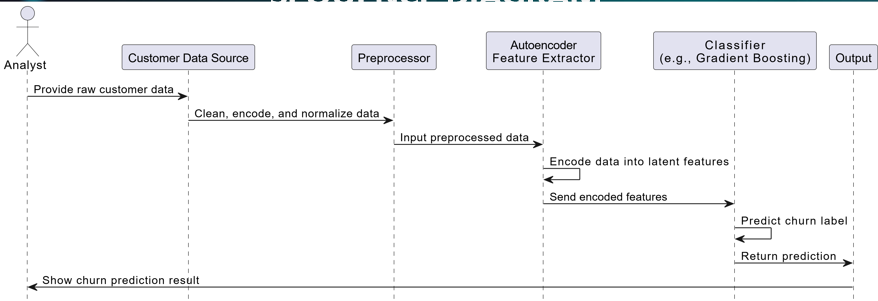 Analyst
Customer Data Source
Preprocessor
Autoencoder
Feature Extractor
Classifier
(e.g., Gradient Boosting)
Output
Provide raw customer data
Clean, encode, and normalize data
Input preprocessed data
Encode data into latent features
Send encoded features
Predict churn label
Return prediction
Show churn prediction result